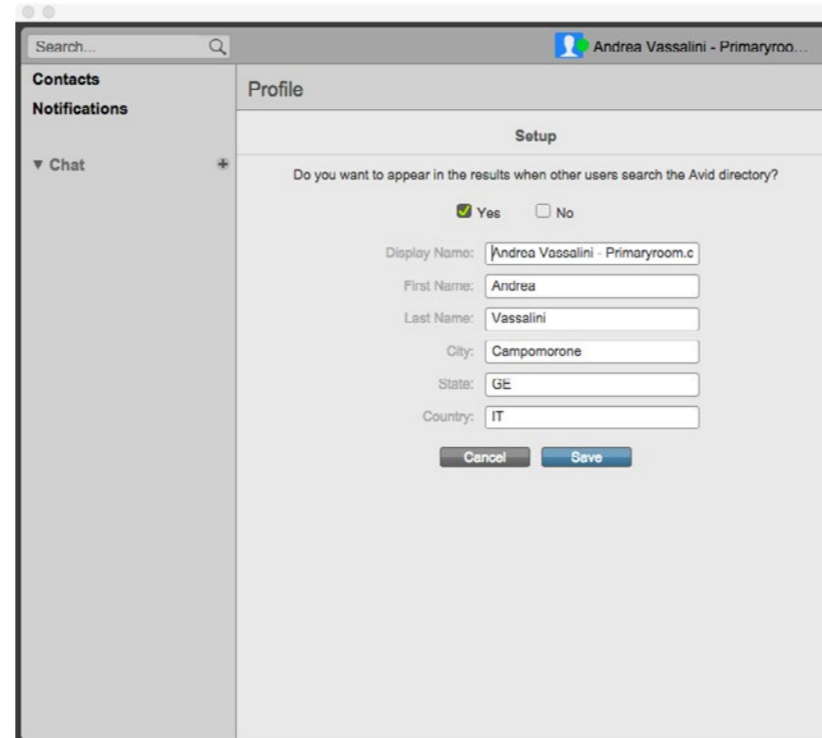 Search...
Andrea Vassalini - Primaryroo...
Contacts
Notifications
Chat
Profile
Setup
Do you want to appear in the results when other users search the Avid directory?
Yes No
Display Name: Andrea Vassalini - Primaryroom.c
First Name: Andrea
Last Name: Vassalini
City: Campomorone
State: GE
Country: IT
Cancel Save